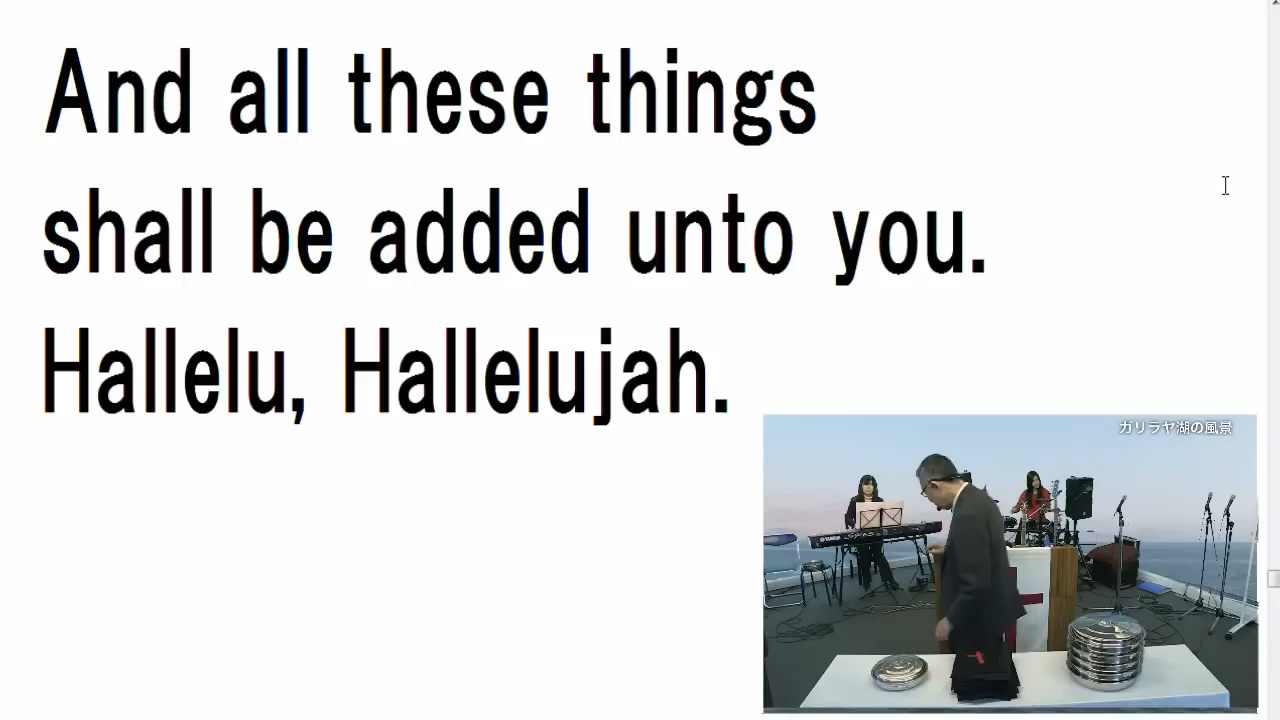 And all these things
shall be added unto you.
Hallelu, Hallelujah.
ガリラヤ湖の風景